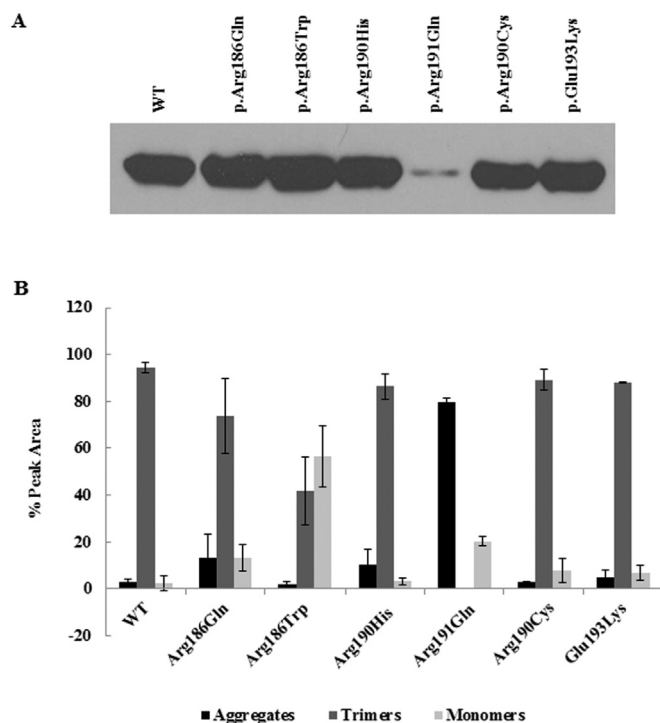 A
WT
p.Arg186Gln
p.Arg186Trp
p.Arg190His
p.Arg191Gln
p.Arg190Cys
p.Glu193Lys
B
% Peak Area
120
100
80
60
40
20
0
-20
WT
Arg186Gln
Arg186Trp
Arg190His
Arg191Gln
Arg190Cys
Glu193Lys
Aggregates Trimers Monomers